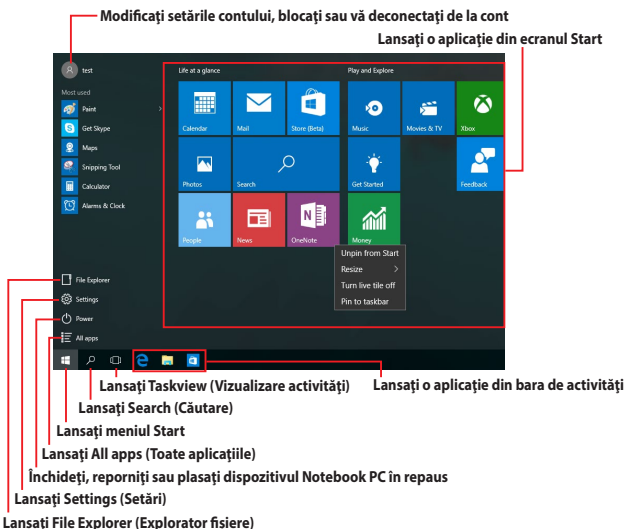 Modificați setările contului, blocați sau vă deconectați de la cont
Lansați o aplicație din ecranul Start
test
Life at a glance
Play and Explore
Most used
Paint
Get Skype
Maps
Snipping Tool
Calculator
Alarms & Clock
Calendar
Mail
Store (Beta)
Music
Movies & TV
Xbox
Photos
Search
Get Started
Feedback
People
News
OneNote
Money
Unpin from Start
Resize
Turn live tile off
Pin to taskbar
File Explorer
Settings
Power
All apps
Lansați Taskview (Vizualizare activități)
Lansați o aplicație din bara de activități
Lansați Search (Căutare)
Lansați meniul Start
Lansați All apps (Toate aplicațiile)
Închideți, reporniți sau plasați dispozitivul Notebook PC în repaus
Lansați Settings (Setări)
Lansați File Explorer (Explorator fișiere)